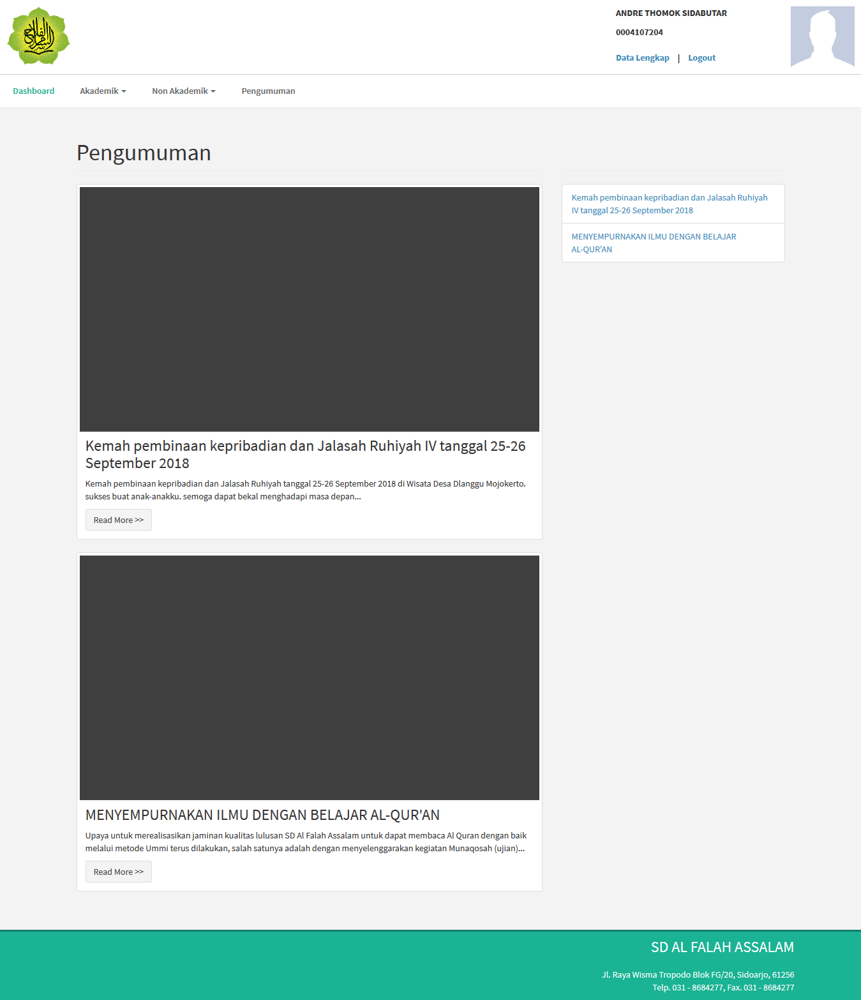 ANDRE THOMOK SIDABUTAR
0004107204
Data Lengkap | Logout
Dashboard Akademik Non Akademik Pengumuman
Pengumuman
Kemah pembinaan kepribadian dan Jalasah Ruhiyah IV tanggal 25-26
September 2018
Kemah pembinaan kepribadian dan Jalasah Ruhiyah tanggal 25-26 September 2018 di Wisata Desa Dlanggu Mojokerto.
sukses buat anak-anakku. semoga dapat bekal menghadapi masa depan...
Read More >>
MENYEMPURNAKAN ILMU DENGAN BELAJAR AL-QUR'AN
Upaya untuk merealisasikan jaminan kualitas lulusan SD Al Falah Assalam untuk dapat membaca Al Quran dengan baik
melalui metode Ummi terus dilakukan, salah satunya adalah dengan menyelenggarakan kegiatan Munaqosah (ujian)...
Read More >>
Kemah pembinaan kepribadian dan Jalasah Ruhiyah
IV tanggal 25-26 September 2018
MENYEMPURNAKAN ILMU DENGAN BELAJAR
AL-QUR'AN
SD AL FALAH ASSALAM
Jl. Raya Wisma Tropodo Blok FG/20, Sidoarjo, 61256
Telp. 031 - 8684277, Fax. 031 - 8684277